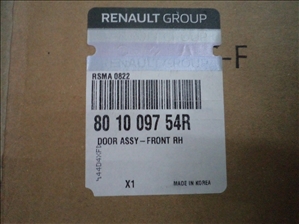 RENAULT GROUP
-F
RSMA 0822
80 10 097 54R
DOOR ASSY-FRONT RH
X1 MADE IN KOREA